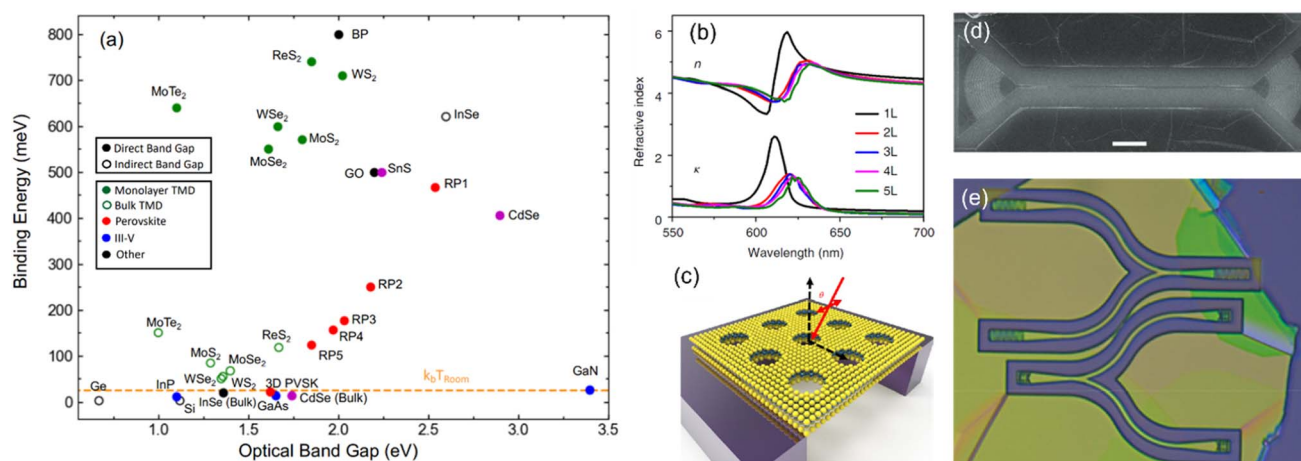 (a)
800
700
600
500
400
300
200
100
0
Binding Energy (meV)
1.0 1.5 2.0 2.5 3.0 3.5
Optical Band Gap (eV)
BP
ReS2
WS2
MoTe2
InSe
WSe2
MoS2
MoSe2
GO
SnS
RP1
CdSe
Direct Band Gap
Indirect Band Gap
Monolayer TMD
Bulk TMD
Perovskite
III-V
Other
RP2
RP3
RP4
RP5
MoTe2
ReS2
MoS2
MoSe2
WSe2
WS2
kbTRoom
GaN
Ge
InP
Si
InSe (Bulk)
3D PVSK
GaAs
CdSe (Bulk)
(b)
6
4
2
0
Refractive index
n
κ
1L
2L
3L
4L
5L
550 600 650 700
Wavelength (nm)
(c)
θ
(d)
(e)